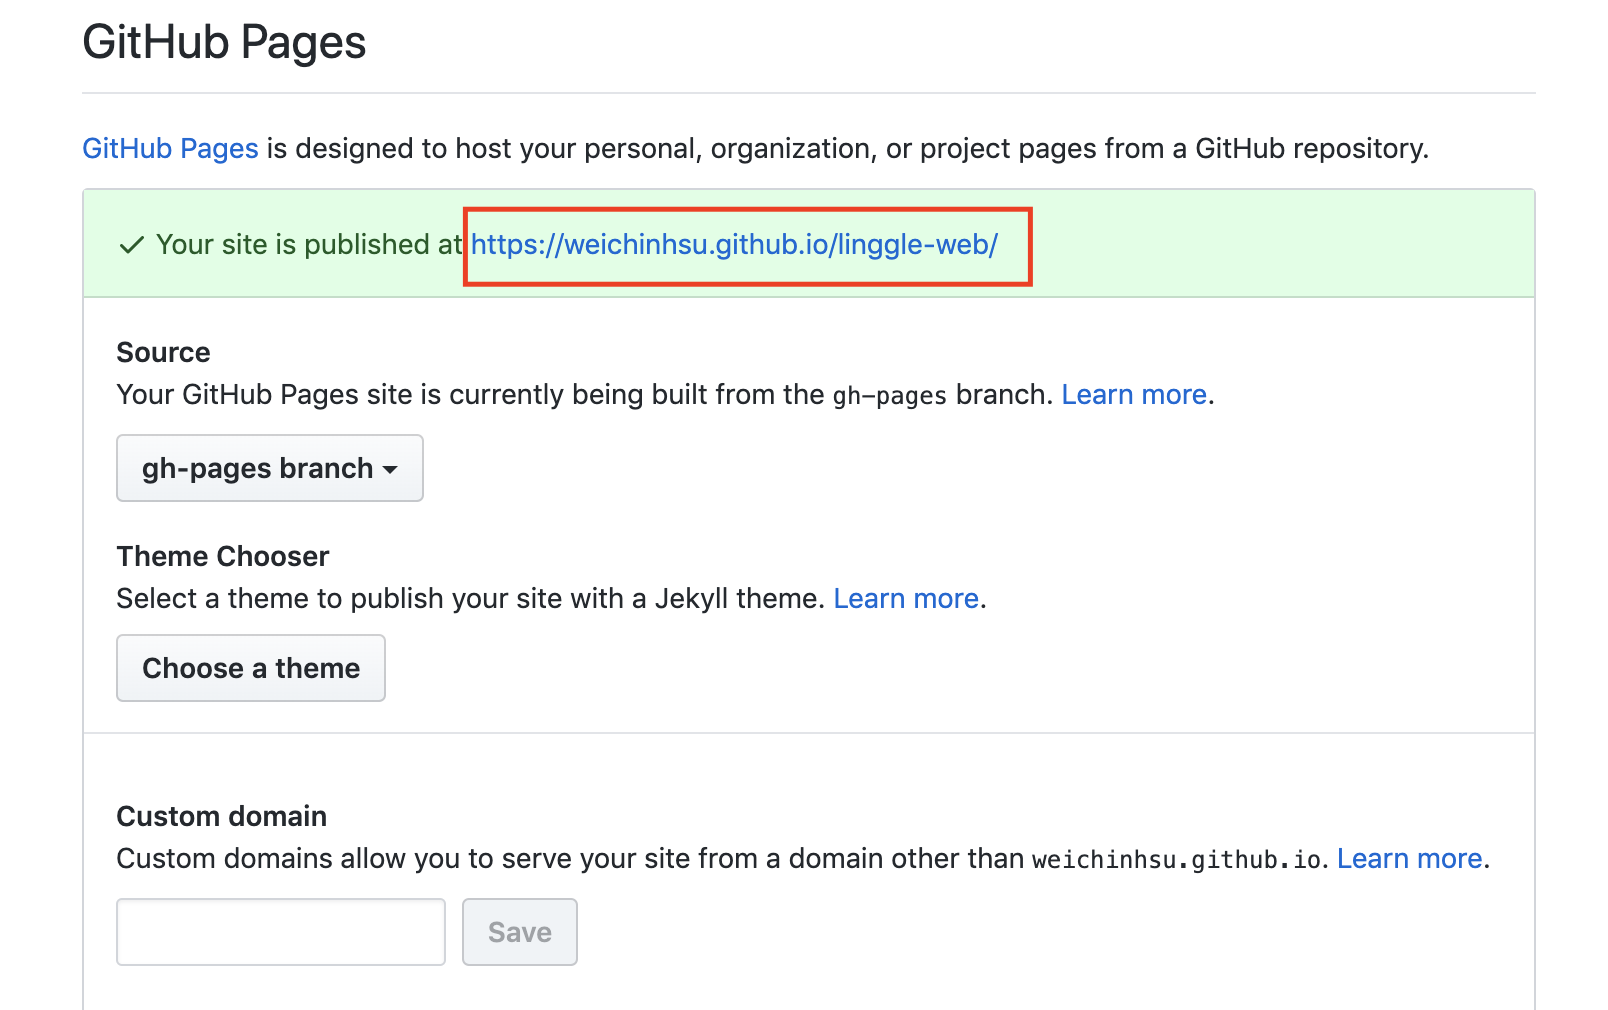 GitHub Pages
GitHub Pages is designed to host your personal, organization, or project pages from a GitHub repository.
Your site is published at https://weichinhsu.github.io/linggle-web/
Source
Your GitHub Pages site is currently being built from the gh-pages branch. Learn more.
gh-pages branch
Theme Chooser
Select a theme to publish your site with a Jekyll theme. Learn more.
Choose a theme
Custom domain
Custom domains allow you to serve your site from a domain other than weichinhsu.github.io. Learn more.
Save